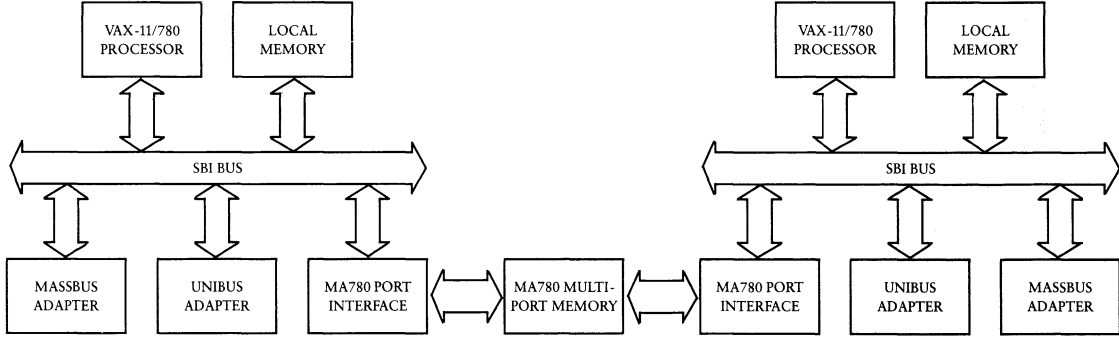 VAX-11/780
PROCESSOR
LOCAL
MEMORY
VAX-11/780
PROCESSOR
LOCAL
MEMORY
SBI BUS
SBI BUS
MASSBUS
ADAPTER
UNIBUS
ADAPTER
MA780 PORT
INTERFACE
MA780 MULTI-
PORT MEMORY
MA780 PORT
INTERFACE
UNIBUS
ADAPTER
MASSBUS
ADAPTER